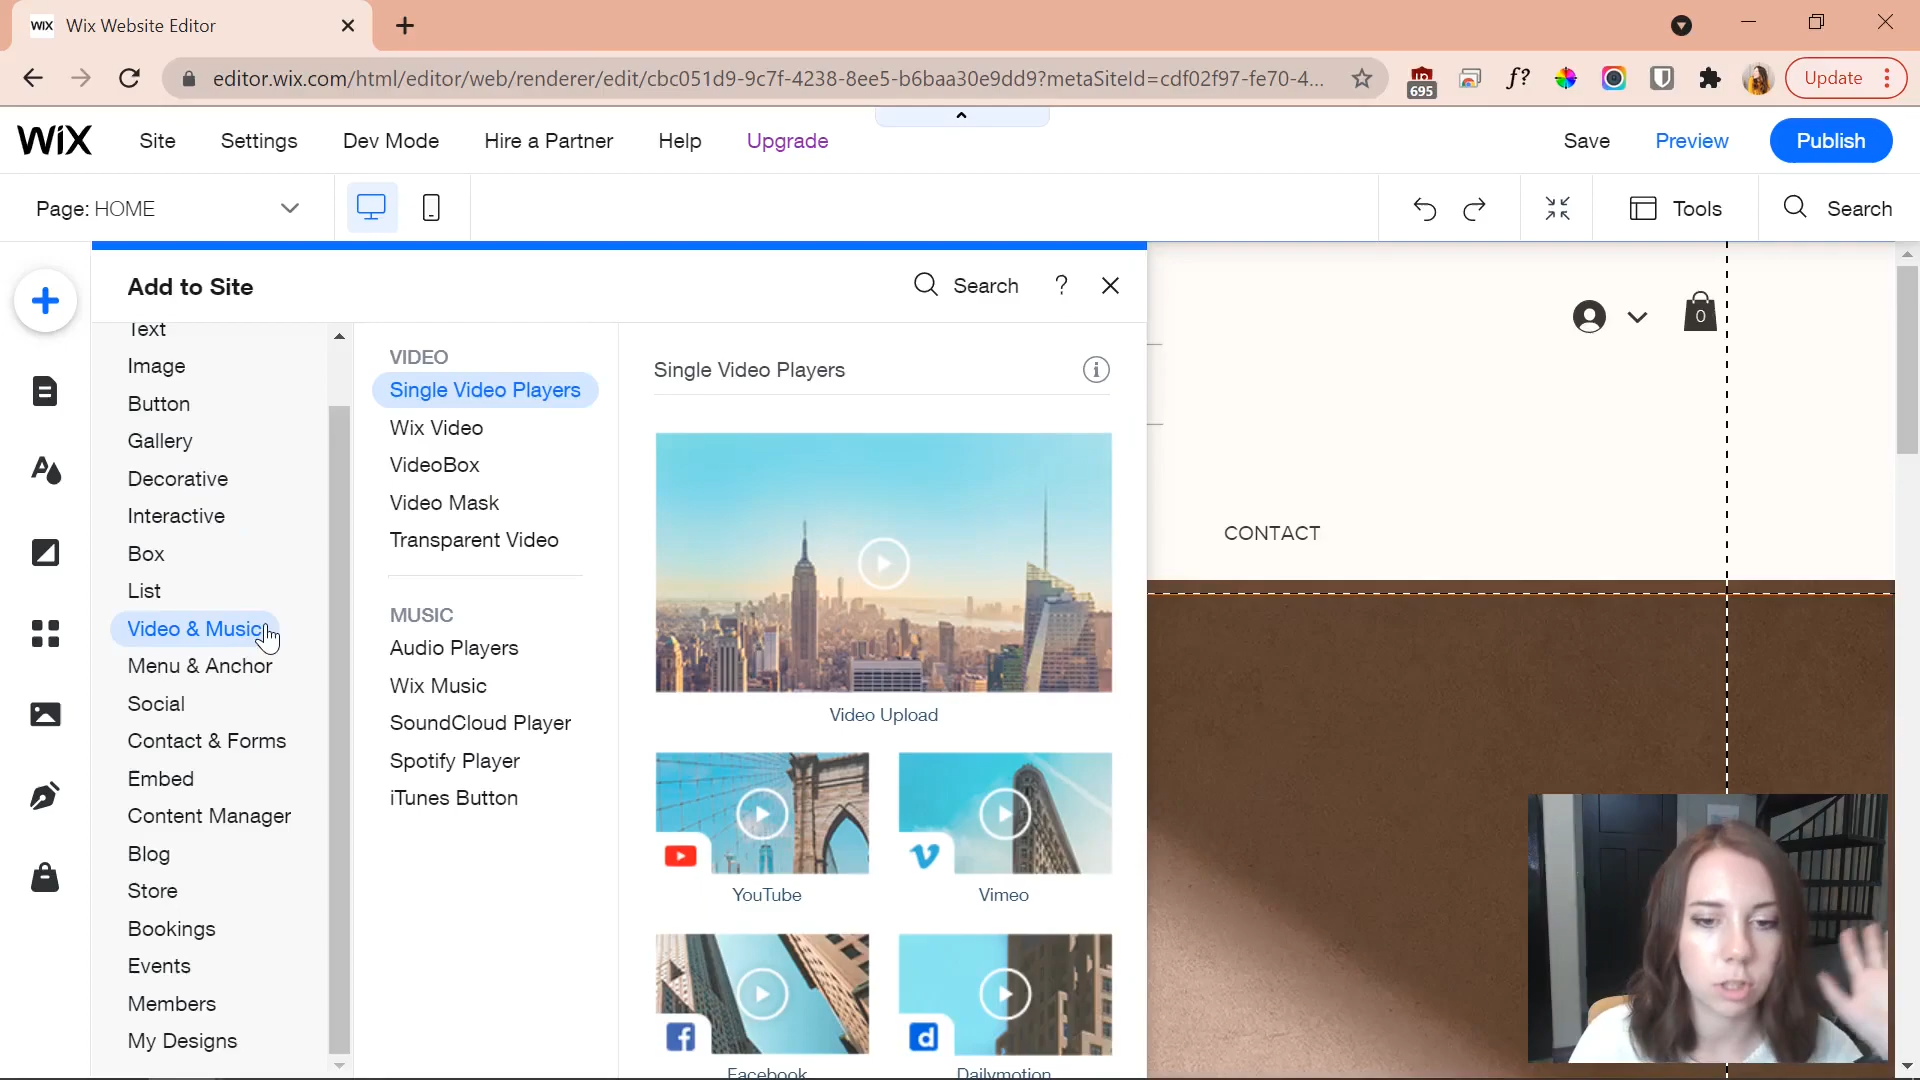 WIX Wix Website Editor
editor.wix.com/html/editor/web/renderer/edit/cbc051d9-9c7f-4238-8ee5-b6baa30e9dd9?metaSiteId=cdf02f97-fe70-4...
695
f?
Update
WIX Site Settings Dev Mode Hire a Partner Help Upgrade
Save Preview Publish
Page: HOME
Tools Search
Add to Site
Search ?
Text
Image
Button
Gallery
Decorative
Interactive
Box
List
Video & Music
Menu & Anchor
Social
Contact & Forms
Embed
Content Manager
Blog
Store
Bookings
Events
Members
My Designs
VIDEO
Single Video Players
Wix Video
VideoBox
Video Mask
Transparent Video
MUSIC
Audio Players
Wix Music
SoundCloud Player
Spotify Player
iTunes Button
Single Video Players
Video Upload
YouTube
Vimeo
Facebook
Dailymotion
0
CONTACT